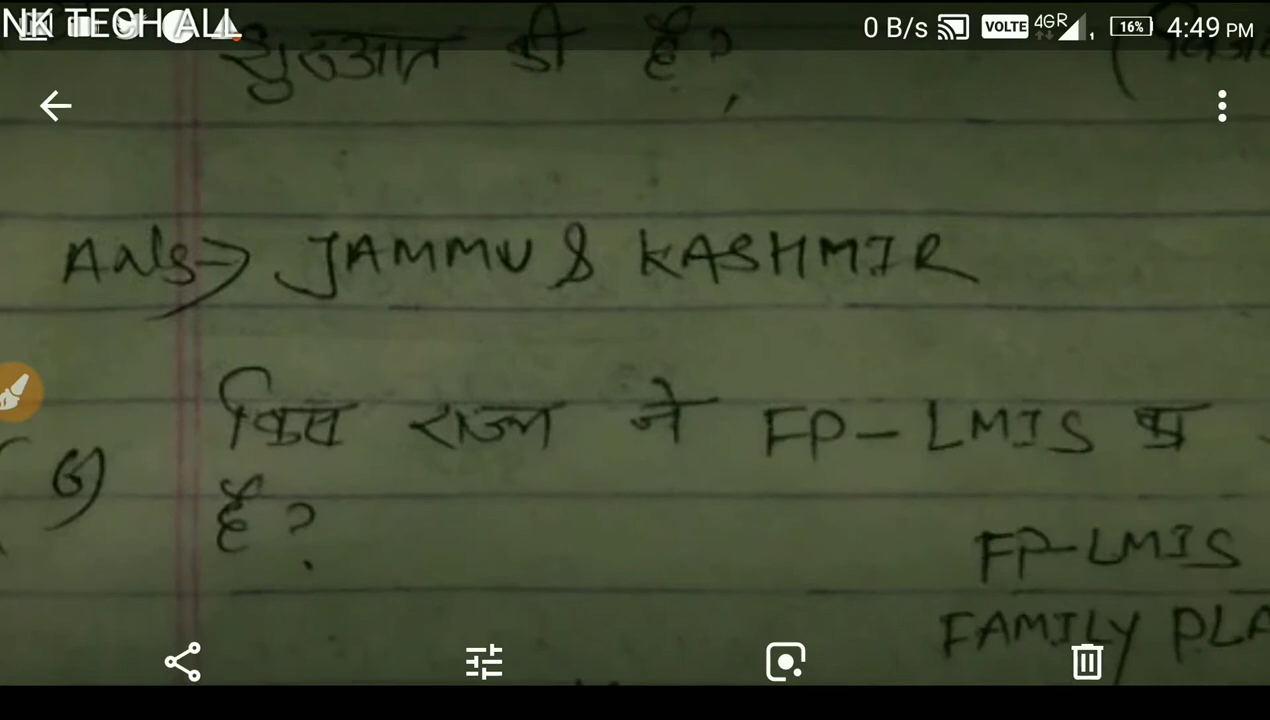 NK TECH ALL
0 B/s VOLTE 4GR 16% 4:49 PM
शुरुआत की है?
Ans⇒ JAMMU & KASHMIR
6) किस राज्य ने FP-LMIS क
है?
FP-LMIS
FAMILY PLA